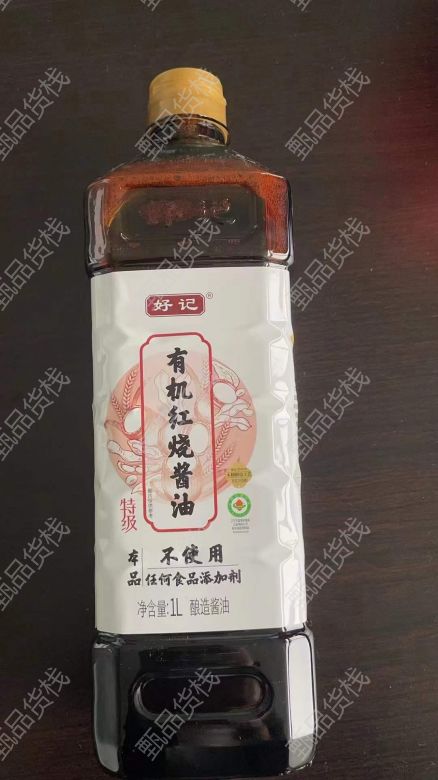 好记®
有机红烧酱油
特级
本品 不使用
任何食品添加剂
净含量:1L 酿造酱油
甄品货栈